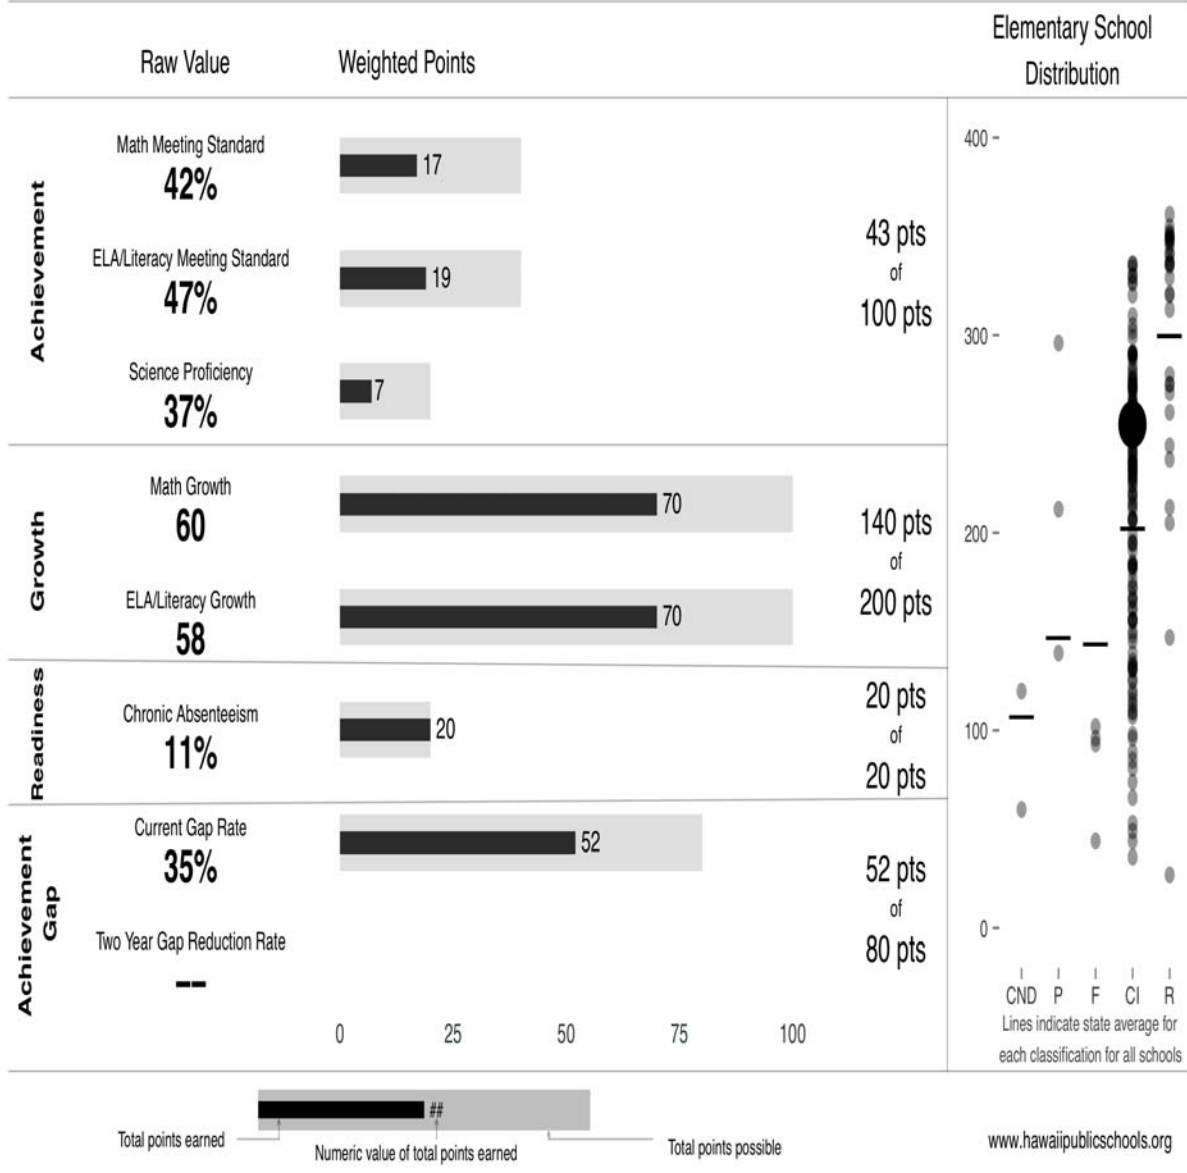 Raw Value
Weighted Points
Elementary School
Distribution
Achievement
Math Meeting Standard
42%
17
ELA/Literacy Meeting Standard
47%
19
Science Proficiency
37%
7
43 pts
of
100 pts
Growth
Math Growth
60
70
ELA/Literacy Growth
58
70
140 pts
of
200 pts
Readiness
Chronic Absenteeism
11%
20
20 pts
of
20 pts
Achievement
Gap
Current Gap Rate
35%
52
Two Year Gap Reduction Rate
--
52 pts
of
80 pts
0 25 50 75 100
400
300
200
100
0
CND P F CI R
Lines indicate state average for
each classification for all schools
##
Total points earned
Numeric value of total points earned
Total points possible
www.hawaiipublicschools.org